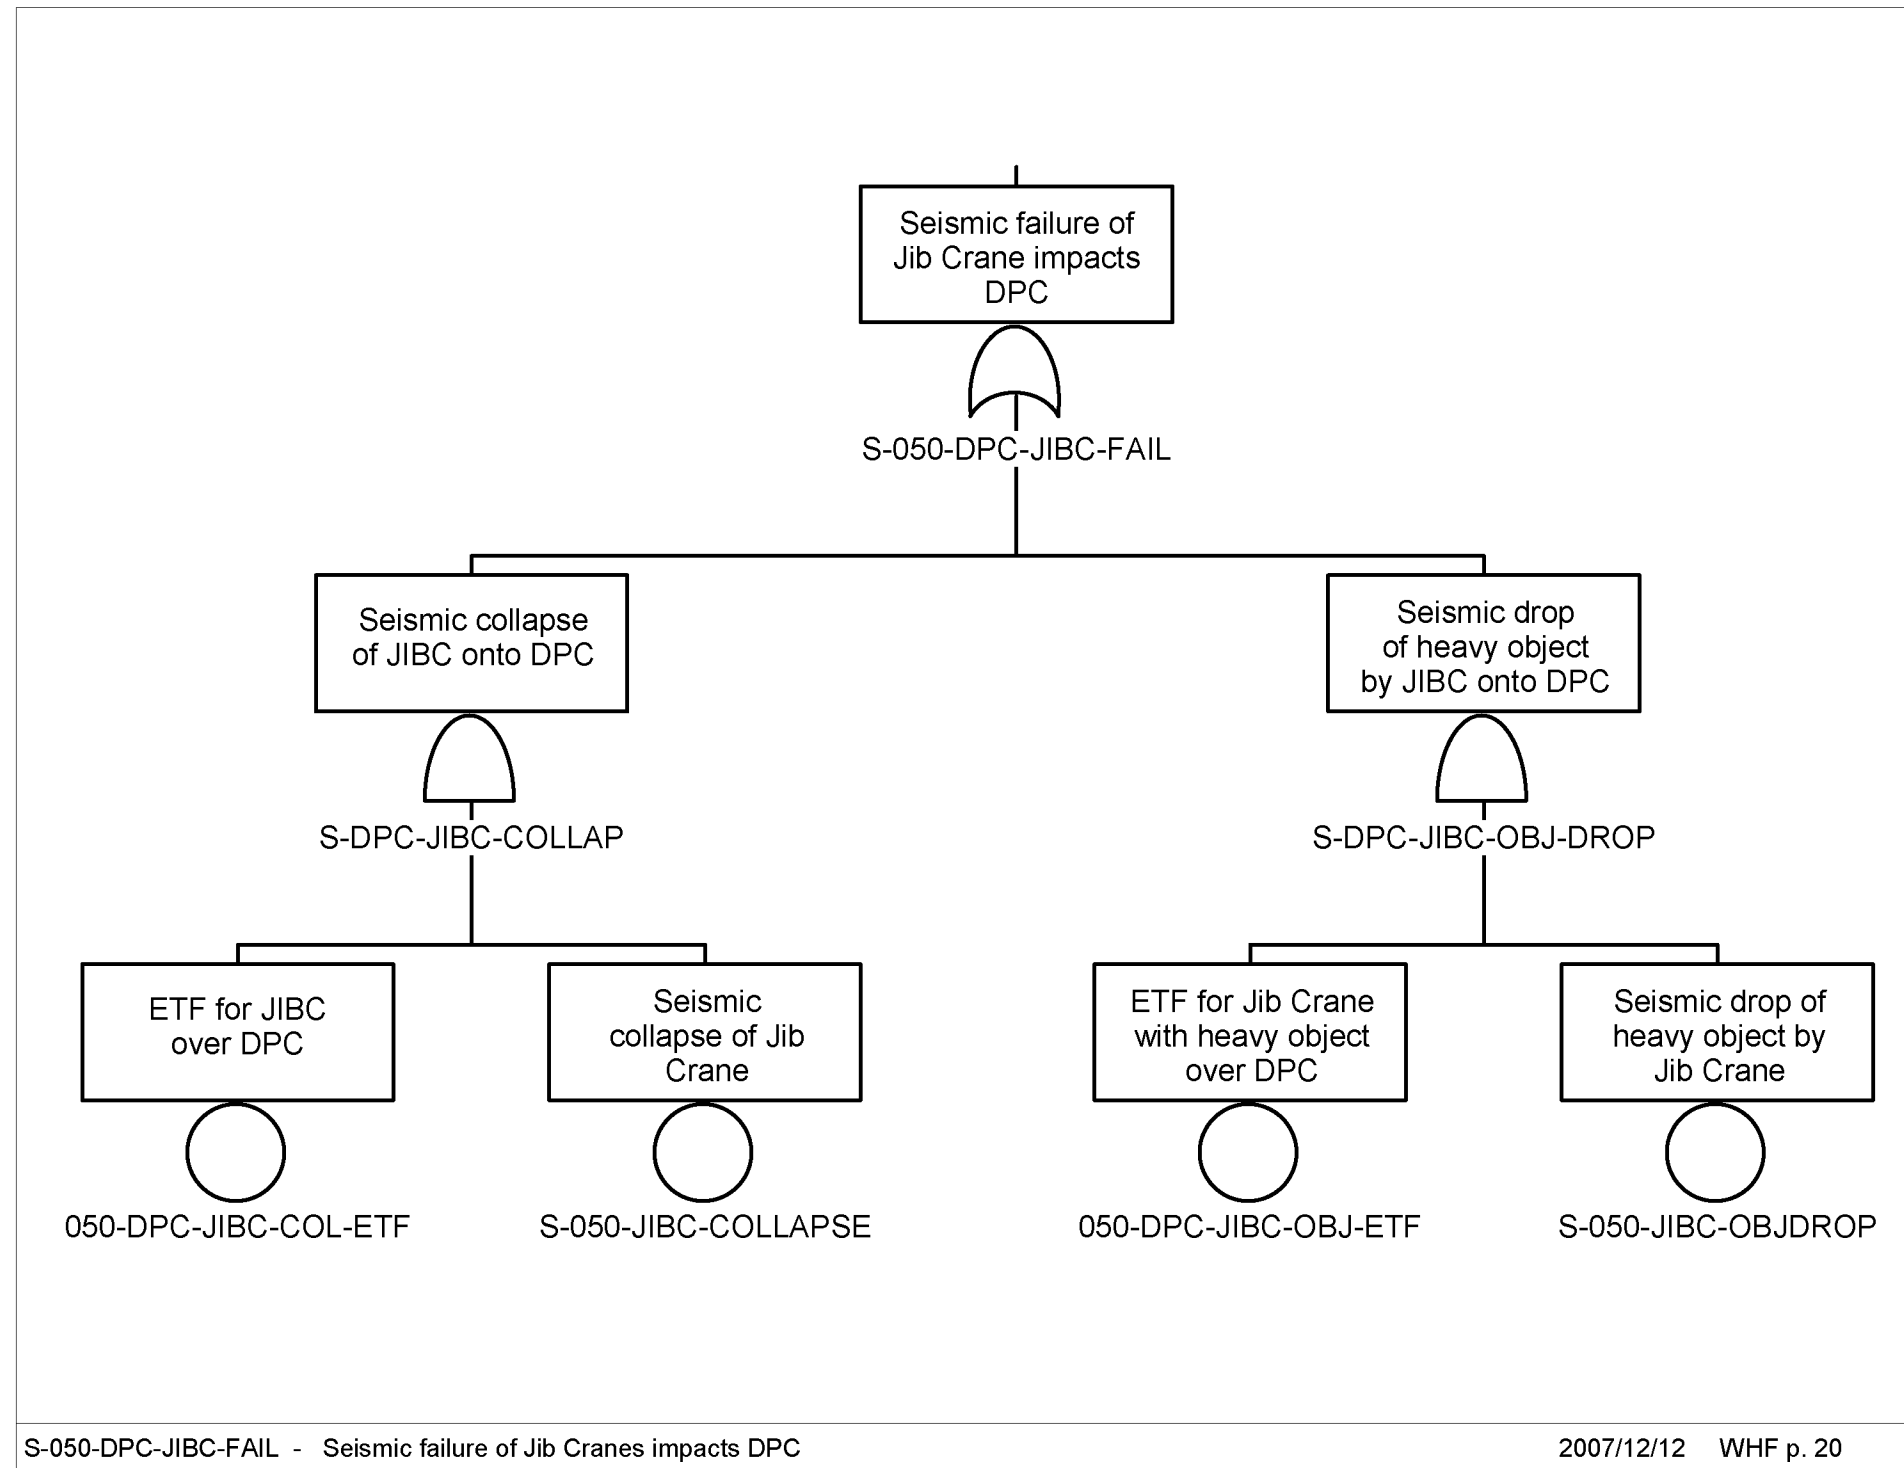 Seismic failure of
Jib Crane impacts
DPC
S-050-DPC-JIBC-FAIL
Seismic collapse
of JIBC onto DPC
S-DPC-JIBC-COLLAP
Seismic drop
of heavy object
by JIBC onto DPC
S-DPC-JIBC-OBJ-DROP
ETF for JIBC
over DPC
050-DPC-JIBC-COL-ETF
Seismic
collapse of Jib
Crane
S-050-JIBC-COLLAPSE
ETF for Jib Crane
with heavy object
over DPC
050-DPC-JIBC-OBJ-ETF
Seismic drop of
heavy object by
Jib Crane
S-050-JIBC-OBJDROP
S-050-DPC-JIBC-FAIL - Seismic failure of Jib Cranes impacts DPC
2007/12/12 WHF p. 20